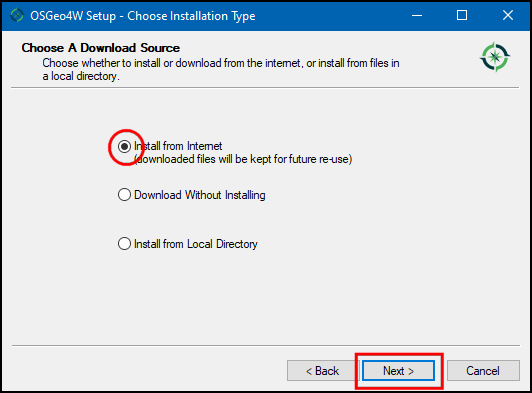 OSGeo4W Setup - Choose Installation Type
Choose A Download Source
Choose whether to install or download from the internet, or install from files in
a local directory.
Install from Internet
(downloaded files will be kept for future re-use)
Download Without Installing
Install from Local Directory
< Back
Next >
Cancel